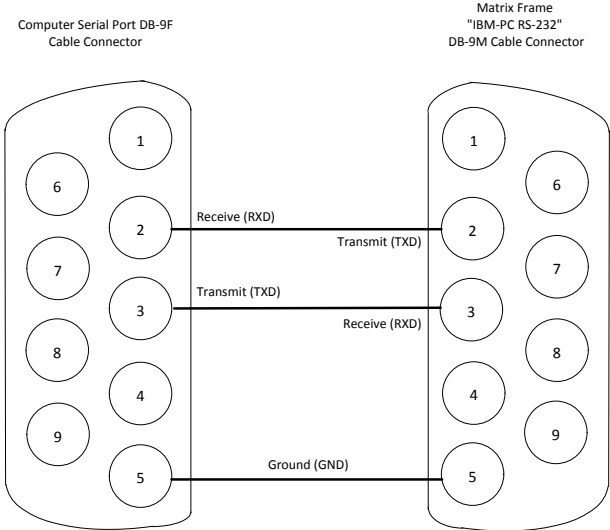 Computer Serial Port DB-9F
Cable Connector
Matrix Frame
"IBM-PC RS-232"
DB-9M Cable Connector
1
6
2
7
3
8
4
9
5
Receive (RXD)
Transmit (TXD)
Transmit (TXD)
Receive (RXD)
Ground (GND)
1
6
2
7
3
8
4
9
5